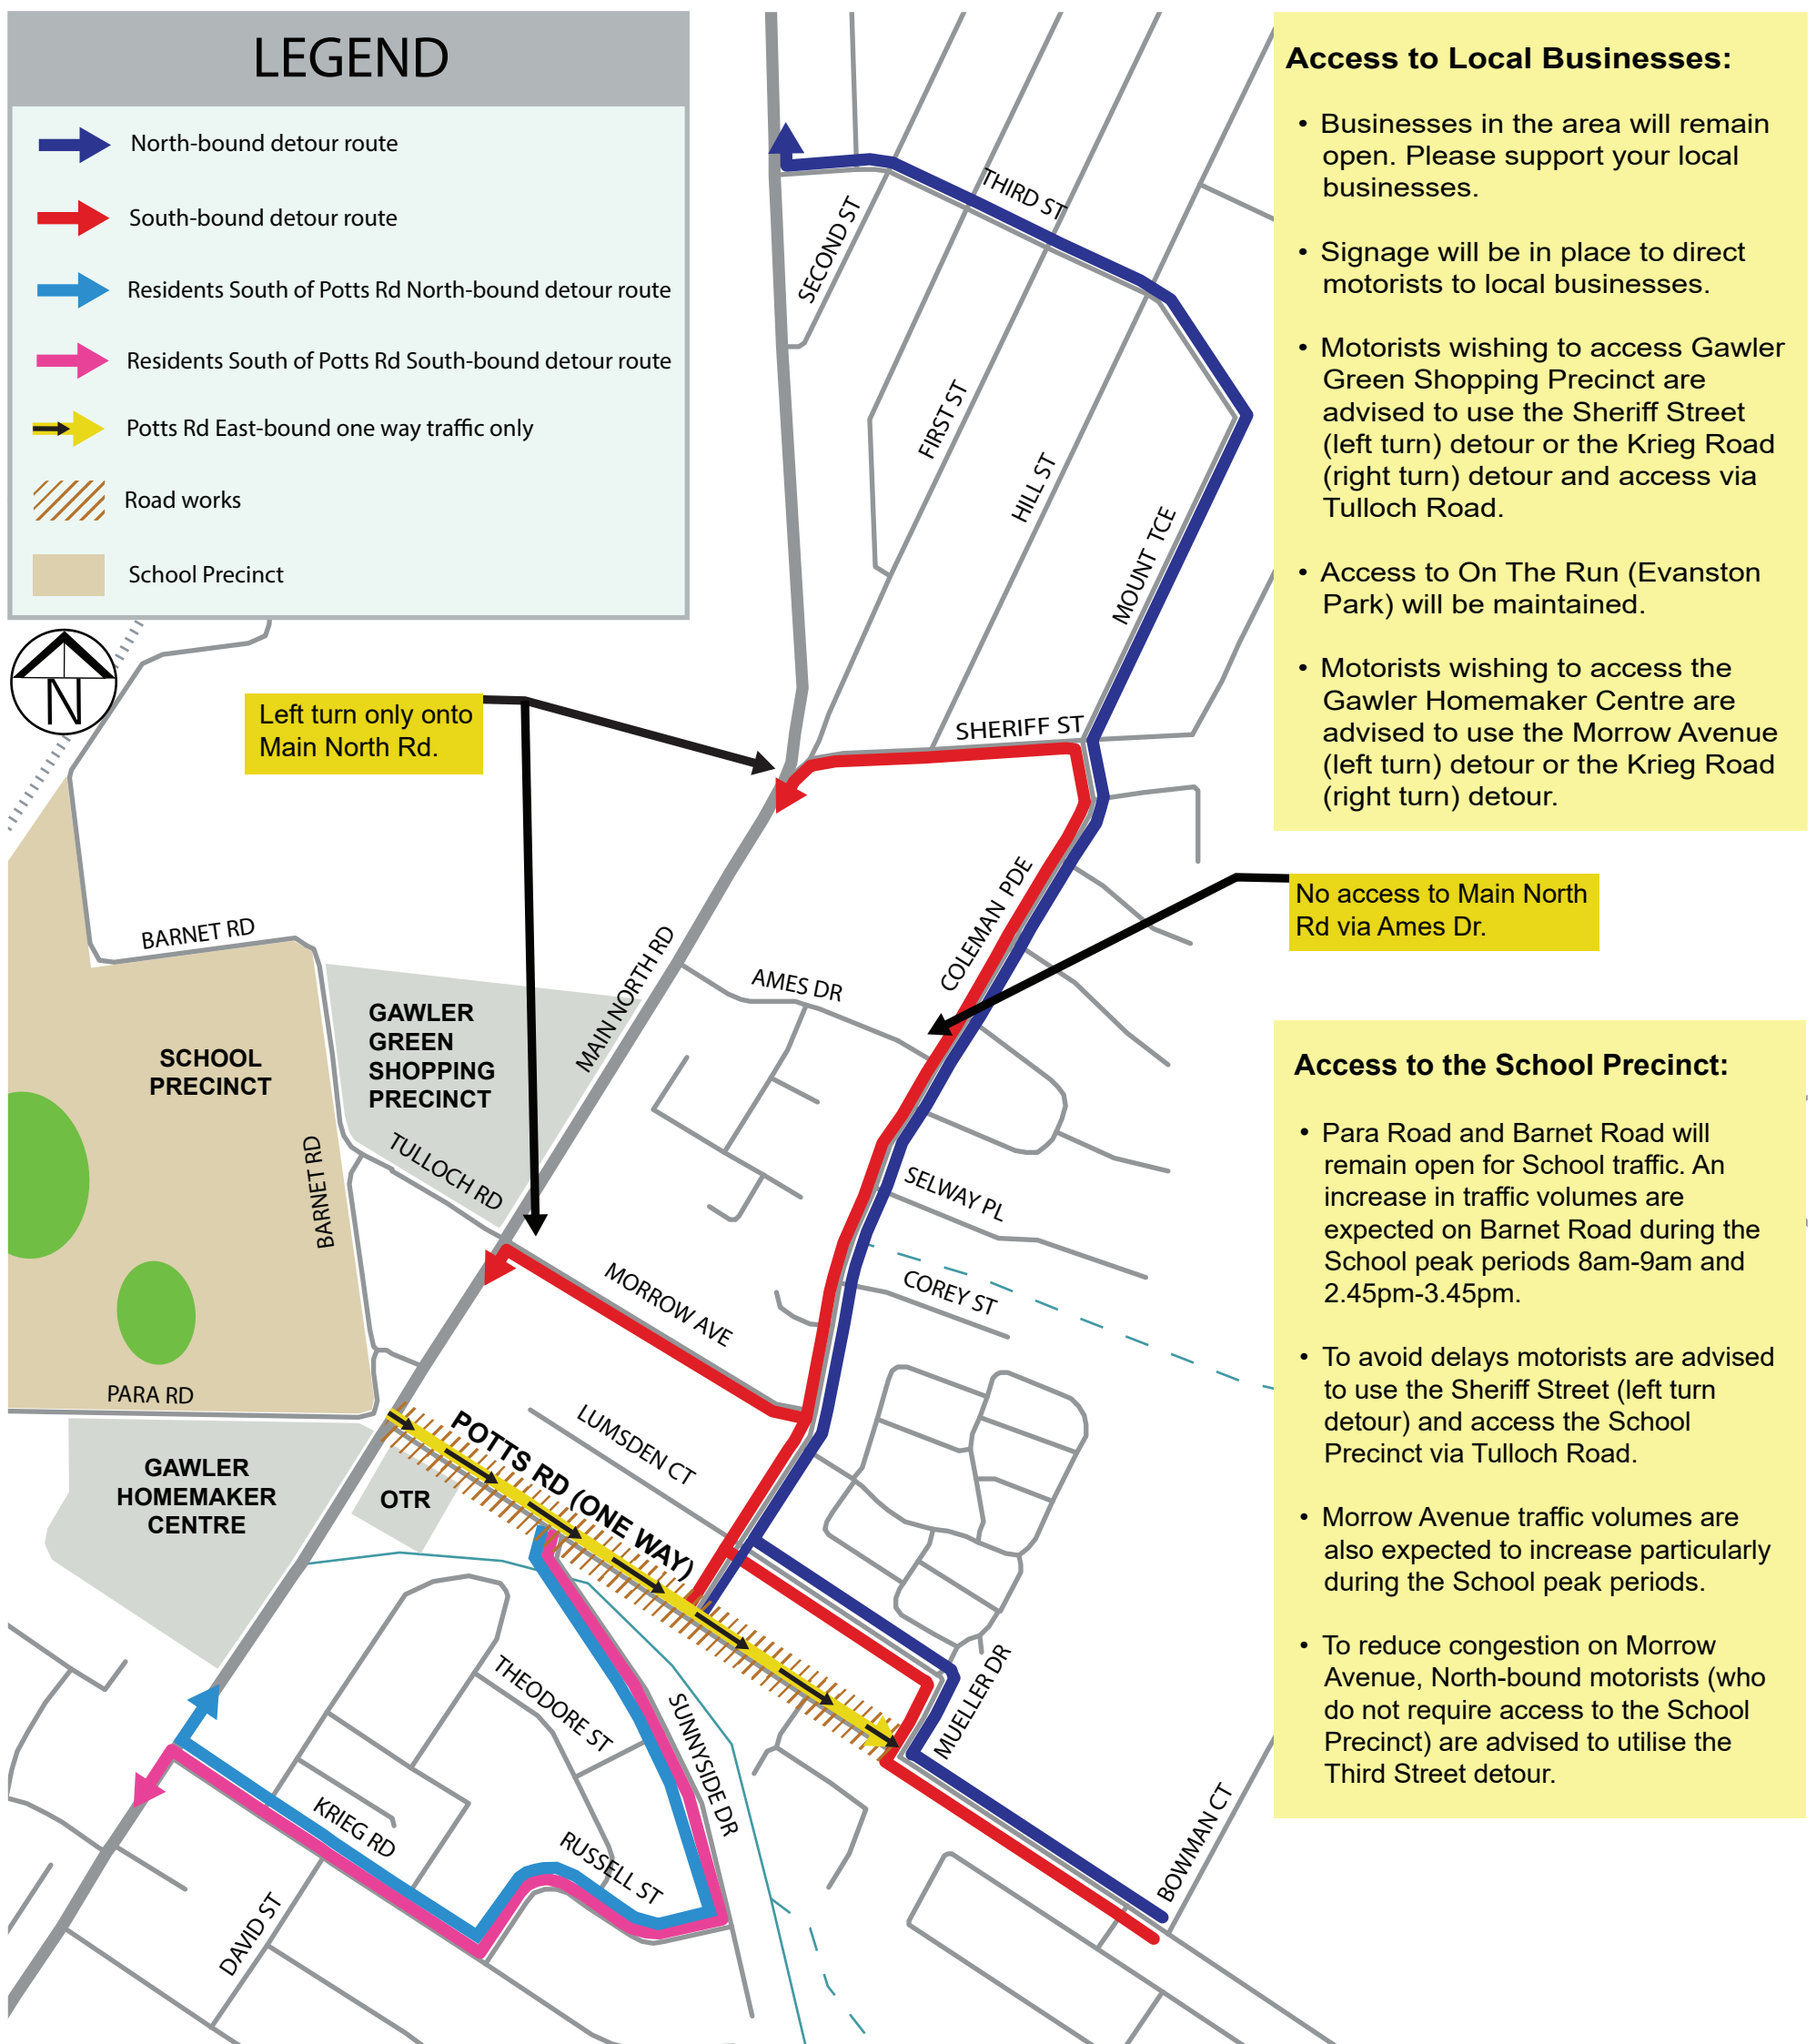 LEGEND
North-bound detour route
South-bound detour route
Residents South of Potts Rd North-bound detour route
Residents South of Potts Rd South-bound detour route
Potts Rd East-bound one way traffic only
Road works
School Precinct
N
Access to Local Businesses:
• Businesses in the area will remain
open. Please support your local
businesses.
• Signage will be in place to direct
motorists to local businesses.
• Motorists wishing to access Gawler
Green Shopping Precinct are
advised to use the Sheriff Street
(left turn) detour or the Krieg Road
(right turn) detour and access via
Tulloch Road.
• Access to On The Run (Evanston
Park) will be maintained.
• Motorists wishing to access the
Gawler Homemaker Centre are
advised to use the Morrow Avenue
(left turn) detour or the Krieg Road
(right turn) detour.
THIRD ST
SECOND ST
FIRST ST
HILL ST
MOUNT TCE
Left turn only onto
Main North Rd.
SHERIFF ST
COLEMAN PDE
No access to Main North
Rd via Ames Dr.
BARNET RD
MAIN NORTH RD
AMES DR
GAWLER
GREEN
SHOPPING
PRECINCT
SCHOOL
PRECINCT
BARNET RD
TULLOCH RD
SELWAY PL
COREY ST
MORROW AVE
PARA RD
LUMSDEN CT
POTTS RD (ONE WAY)
GAWLER
HOMEMAKER
CENTRE
OTR
THEODORE ST
SUNNYSIDE DR
MUELLER DR
KRIEG RD
RUSSELL ST
DAVID ST
BOWMAN CT
Access to the School Precinct:
• Para Road and Barnet Road will
remain open for School traffic. An
increase in traffic volumes are
expected on Barnet Road during the
School peak periods 8am-9am and
2.45pm-3.45pm.
• To avoid delays motorists are advised
to use the Sheriff Street (left turn
detour) and access the School
Precinct via Tulloch Road.
• Morrow Avenue traffic volumes are
also expected to increase particularly
during the School peak periods.
• To reduce congestion on Morrow
Avenue, North-bound motorists (who
do not require access to the School
Precinct) are advised to utilise the
Third Street detour.